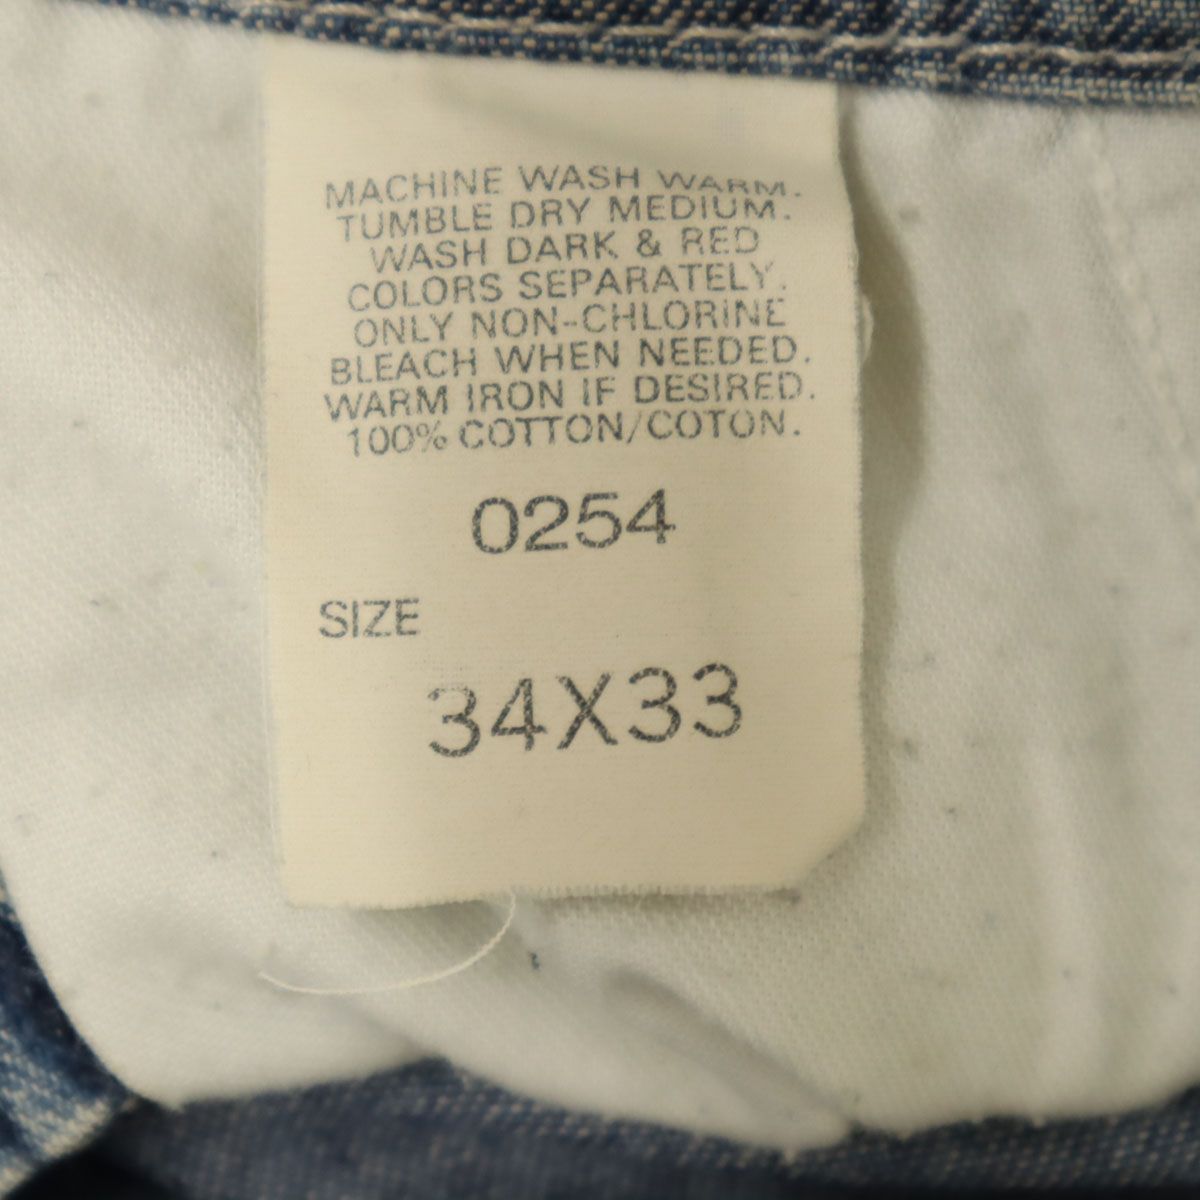 MACHINE WASH WARM.
TUMBLE DRY MEDIUM.
WASH DARK & RED
COLORS SEPARATELY.
ONLY NON-CHLORINE
BLEACH WHEN NEEDED.
WARM IRON IF DESIRED.
100% COTTON/COTON.
0254
SIZE
34X33